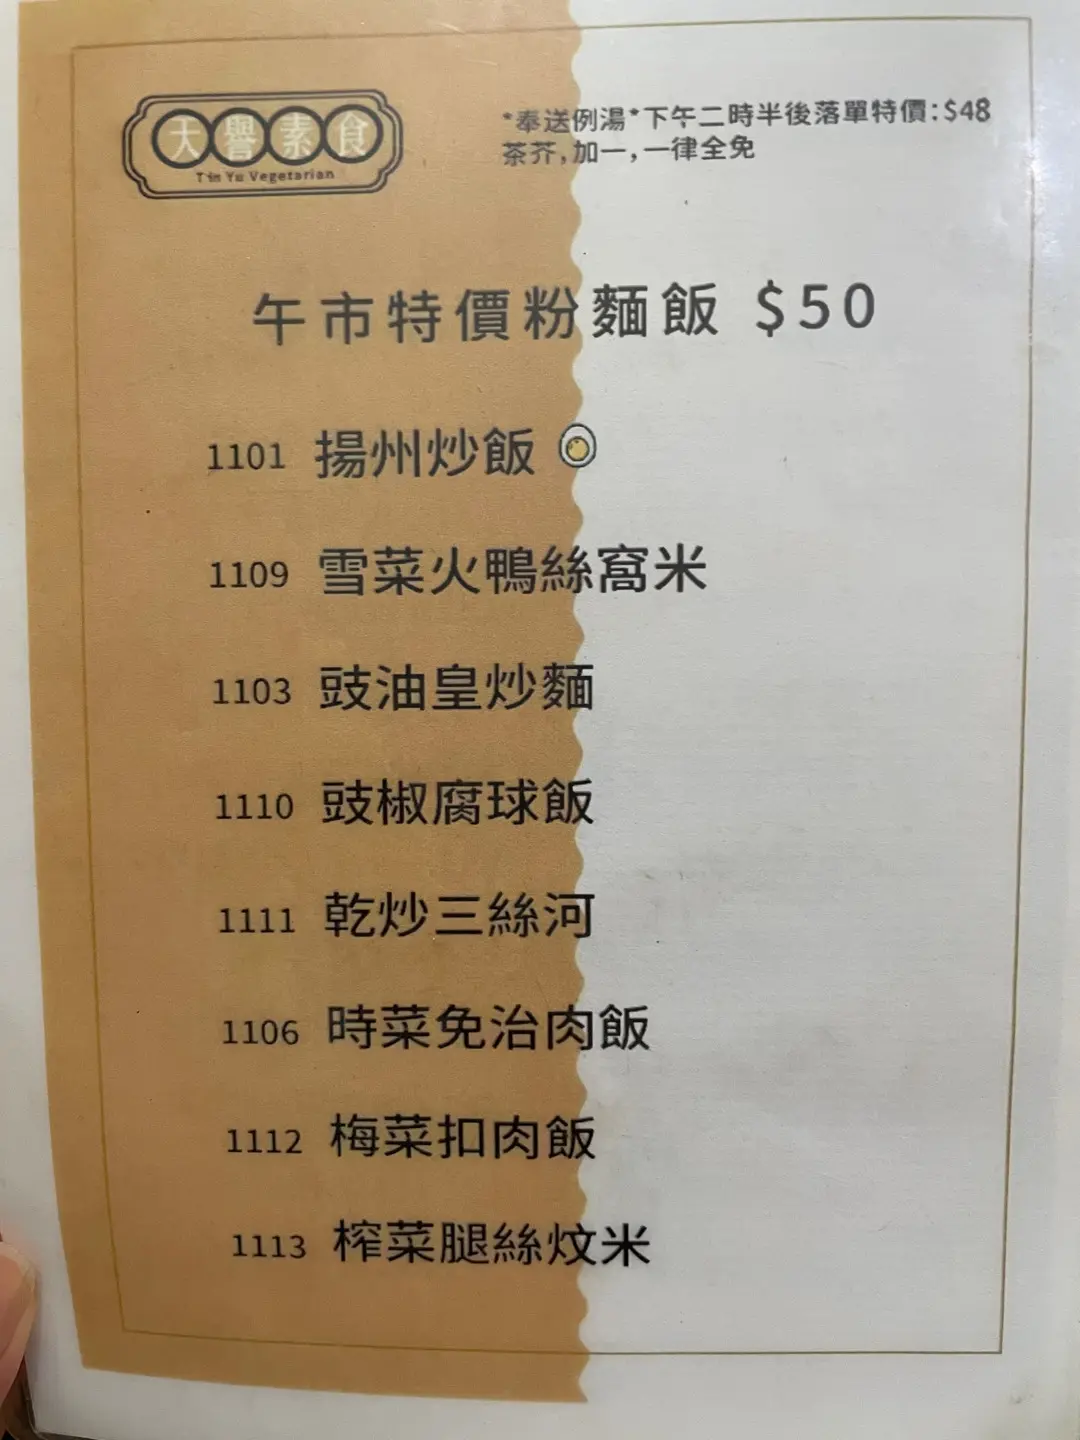 天譽素食
Tin Yu Vegetarian
*奉送例湯*下午二時半後落單特價:$48
茶芥,加一,一律全免
午市特價粉麵飯 $50
1101 揚州炒飯
1109 雪菜火鴨絲窩米
1103 豉油皇炒麵
1110 豉椒腐球飯
1111 乾炒三絲河
1106 時菜免治肉飯
1112 梅菜扣肉飯
1113 榨菜腿絲炆米